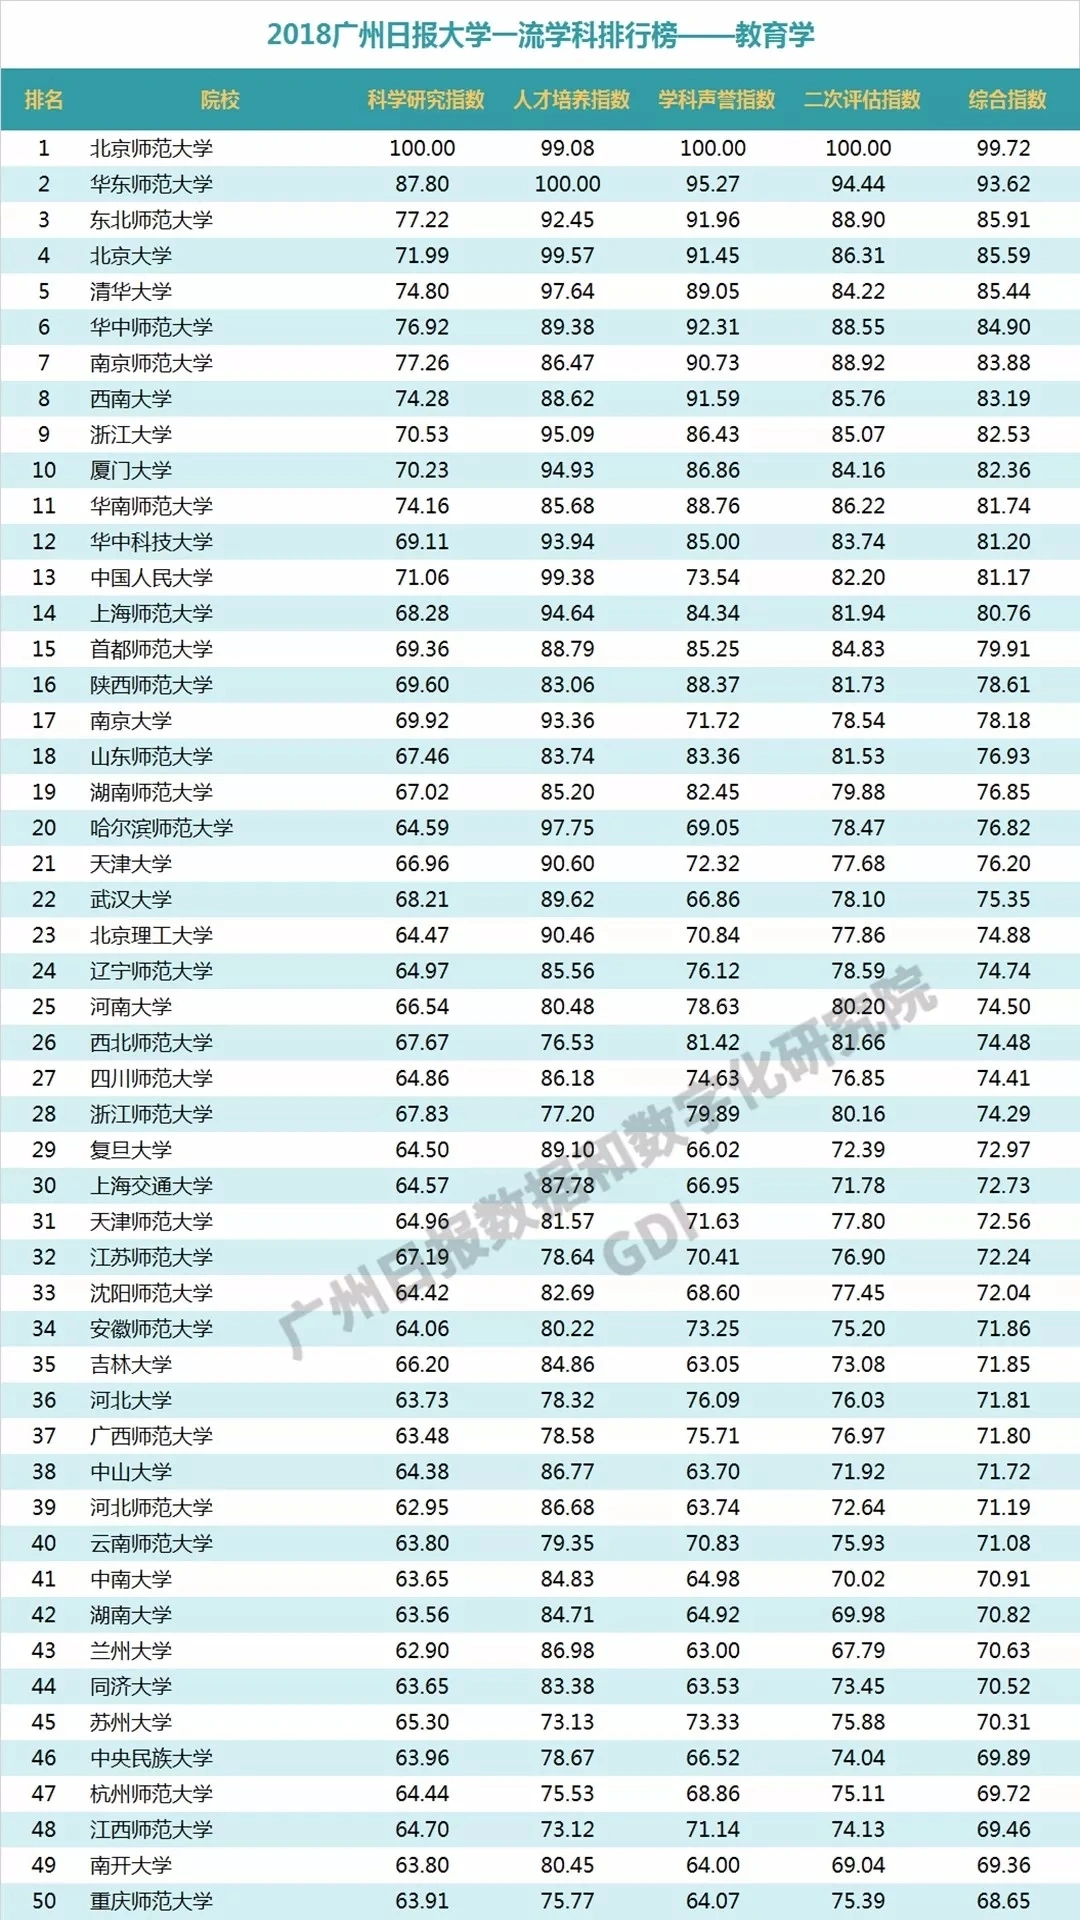 2018广州日报大学一流学科排行榜——教育学
排名 院校 科学研究指数 人才培养指数 学科声誉指数 二次评估指数 综合指数
1 北京师范大学 100.00 99.08 100.00 100.00 99.72
2 华东师范大学 87.80 100.00 95.27 94.44 93.62
3 东北师范大学 77.22 92.45 91.96 88.90 85.91
4 北京大学 71.99 99.57 91.45 86.31 85.59
5 清华大学 74.80 97.64 89.05 84.22 85.44
6 华中师范大学 76.92 89.38 92.31 88.55 84.90
7 南京师范大学 77.26 86.47 90.73 88.92 83.88
8 西南大学 74.28 88.62 91.59 85.76 83.19
9 浙江大学 70.53 95.09 86.43 85.07 82.53
10 厦门大学 70.23 94.93 86.86 84.16 82.36
11 华南师范大学 74.16 85.68 88.76 86.22 81.74
12 华中科技大学 69.11 93.94 85.00 83.74 81.20
13 中国人民大学 71.06 99.38 73.54 82.20 81.17
14 上海师范大学 68.28 94.64 84.34 81.94 80.76
15 首都师范大学 69.36 88.79 85.25 84.83 79.91
16 陕西师范大学 69.60 83.06 88.37 81.73 78.61
17 南京大学 69.92 93.36 71.72 78.54 78.18
18 山东师范大学 67.46 83.74 83.36 81.53 76.93
19 湖南师范大学 67.02 85.20 82.45 79.88 76.85
20 哈尔滨师范大学 64.59 97.75 69.05 78.47 76.82
21 天津大学 66.96 90.60 72.32 77.68 76.20
22 武汉大学 68.21 89.62 66.86 78.10 75.35
23 北京理工大学 64.47 90.46 70.84 77.86 74.88
24 辽宁师范大学 64.97 85.56 76.12 78.59 74.74
25 河南大学 66.54 80.48 78.63 80.20 74.50
26 西北师范大学 67.67 76.53 81.42 81.66 74.48
27 四川师范大学 64.86 86.18 74.63 76.85 74.41
28 浙江师范大学 67.83 77.20 79.89 80.16 74.29
29 复旦大学 64.50 89.10 66.02 72.39 72.97
30 上海交通大学 64.57 87.78 66.95 71.78 72.73
31 天津师范大学 64.96 81.57 71.63 77.80 72.56
32 江苏师范大学 67.19 78.64 70.41 76.90 72.24
33 沈阳师范大学 64.42 82.69 68.60 77.45 72.04
34 安徽师范大学 64.06 80.22 73.25 75.20 71.86
35 吉林大学 66.20 84.86 63.05 73.08 71.85
36 河北大学 63.73 78.32 76.09 76.03 71.81
37 广西师范大学 63.48 78.58 75.71 76.97 71.80
38 中山大学 64.38 86.77 63.70 71.92 71.72
39 河北师范大学 62.95 86.68 63.74 72.64 71.19
40 云南师范大学 63.80 79.35 70.83 75.93 71.08
41 中南大学 63.65 84.83 64.98 70.02 70.91
42 湖南大学 63.56 84.71 64.92 69.98 70.82
43 兰州大学 62.90 86.98 63.00 67.79 70.63
44 同济大学 63.65 83.38 63.53 73.45 70.52
45 苏州大学 65.30 73.13 73.33 75.88 70.31
46 中央民族大学 63.96 78.67 66.52 74.04 69.89
47 杭州师范大学 64.44 75.53 68.86 75.11 69.72
48 江西师范大学 64.70 73.12 71.14 74.13 69.46
49 南开大学 63.80 80.45 64.00 69.04 69.36
50 重庆师范大学 63.91 75.77 64.07 75.39 68.65
广州日报数据和数字化研究院
GDI